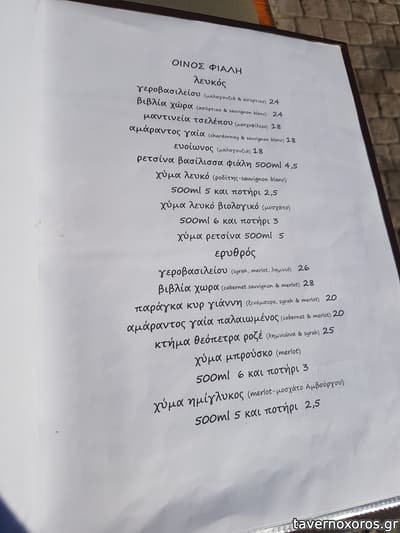 ΟΙΝΟΣ ΦΙΑΛΗ
λευκός
γεροβασιλείου (μαλαγουζιά & ασύρτικο) 24
βιβλία χώρα (ασύρτικο & sauvignon blanc) 24
μαντινεία τσελέπου (μοσχοφίλερο) 18
αμάραντος γαία (chardonnay & sauvignon blanc) 18
ευοίωνος (μαλαγουζιά) 18
ρετσίνα βασίλισσα φιάλη 500ml 4,5
χύμα λευκό (ροδίτης-sauvignon blanc)
500ml 5 και ποτήρι 2,5
χύμα λευκό βιολογικό (μοσχάτο)
500ml 6 και ποτήρι 3
χύμα ρετσίνα 500ml 5
ερυθρός
γεροβασιλείου (syrah, merlot, λημνιό) 26
βιβλία χωρα (cabernet sauvignon & merlot) 28
παράγκα κυρ γιάννη (ξινόμαυρο, syrah & merlot) 20
αμάραντος γαία παλαιωμένος (cabernet & merlot) 20
κτήμα θεόπετρα ροζέ (λημνιώνα & syrah) 25
χύμα μπρούσκο (merlot)
500ml 6 και ποτήρι 3
χύμα ημίγλυκος (merlot-μοσχάτο Αμβούργου)
500ml 5 και ποτήρι 2,5
tavernoxoros.gr